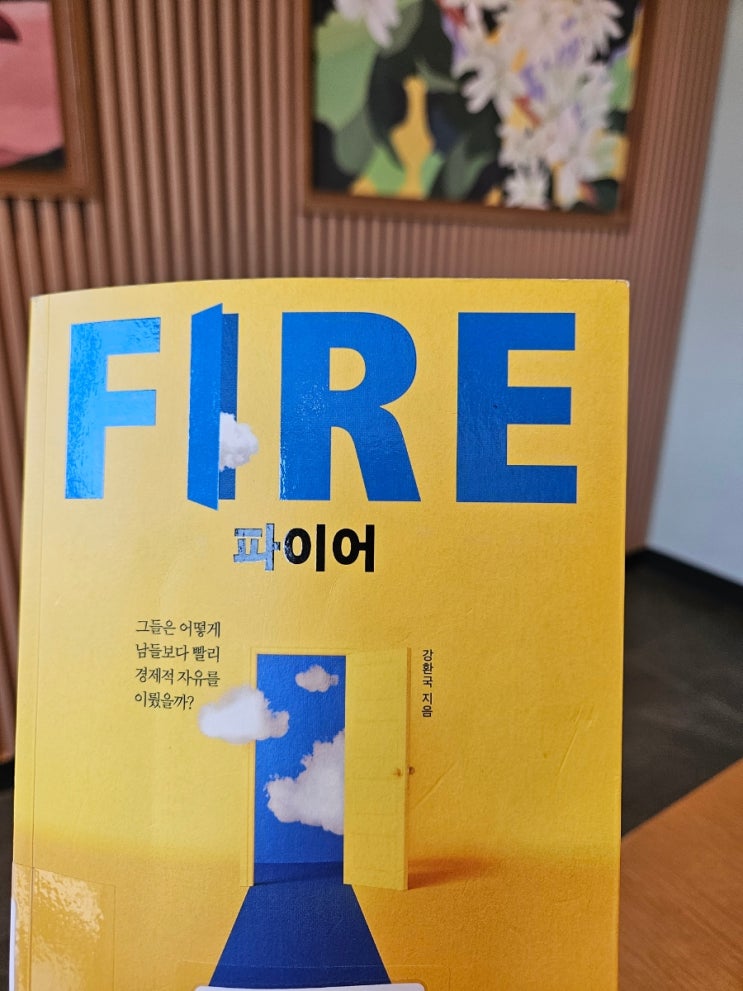 FIRE
파이어
그들은 어떻게
남들보다 빨리
경제적 자유를
이뤘을까?
강환국 지음